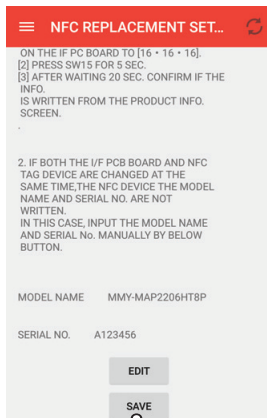 NFC REPLACEMENT SET...
ON THE IF PC BOARD TO [16・16・16].
[2] PRESS SW15 FOR 5 SEC.
[3] AFTER WAITING 20 SEC. CONFIRM IF THE
INFO.
IS WRITTEN FROM THE PRODUCT INFO.
SCREEN.
.
2. IF BOTH THE I/F PCB BOARD AND NFC
TAG DEVICE ARE CHANGED AT THE
SAME TIME,THE NFC DEVICE THE MODEL
NAME AND SERIAL NO. ARE NOT
WRITTEN.
IN THIS CASE, INPUT THE MODEL NAME
AND SERIAL No. MANUALLY BY BELOW
BUTTON.
MODEL NAME MMY-MAP2206HT8P
SERIAL NO. A123456
EDIT
SAVE